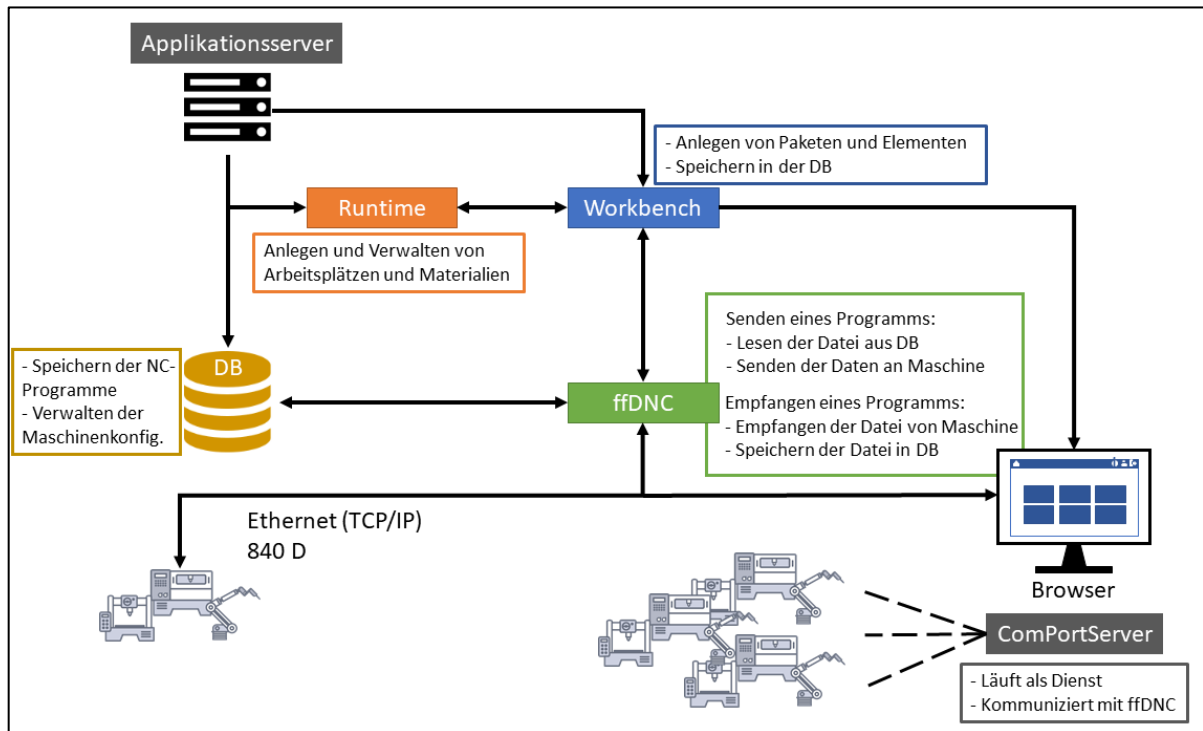 Applikationsserver
- Anlegen von Paketen und Elementen
- Speichern in der DB
Runtime
Workbench
Anlegen und Verwalten von
Arbeitsplätzen und Materialien
Senden eines Programms:
- Lesen der Datei aus DB
- Senden der Daten an Maschine
Empfangen eines Programms:
- Empfangen der Datei von Maschine
- Speichern der Datei in DB
- Speichern der NC-
Programme
- Verwalten der
Maschinenkonfig.
DB
ffDNC
Ethernet (TCP/IP)
840 D
Browser
ComPortServer
- Läuft als Dienst
- Kommuniziert mit ffDNC